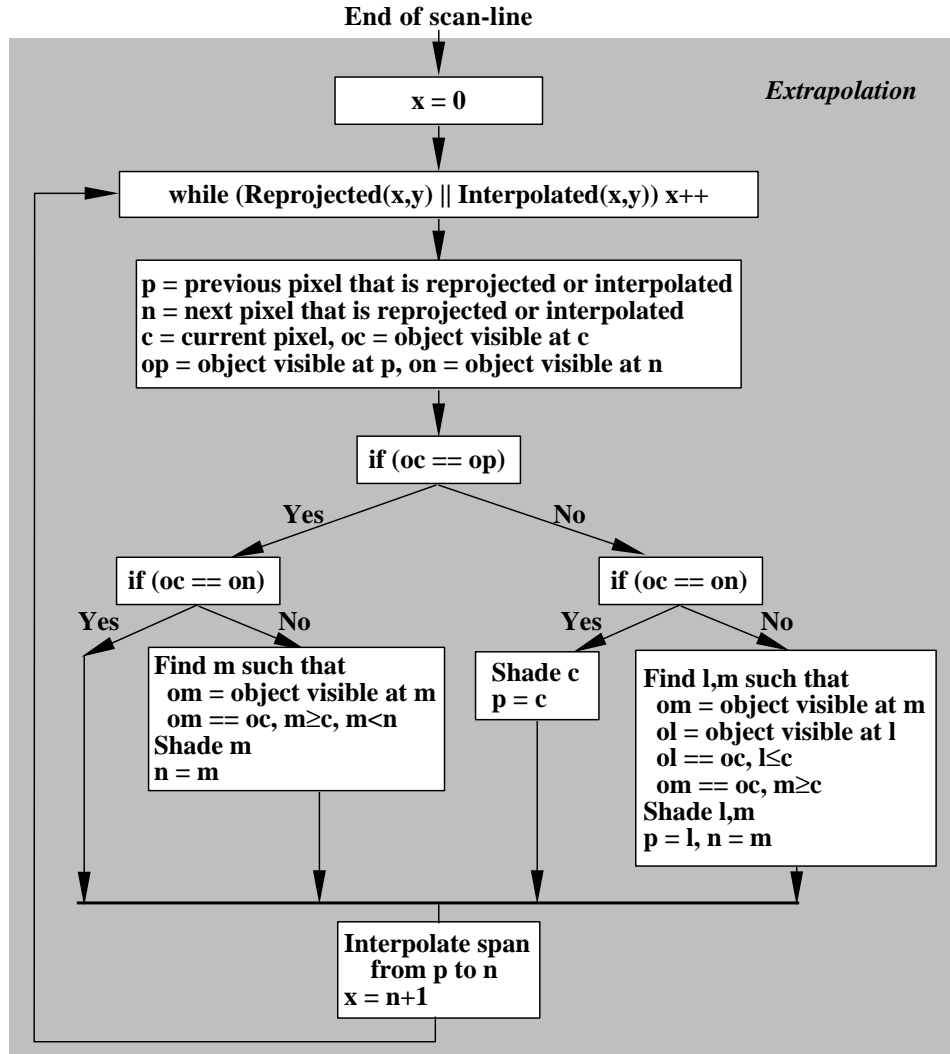 End of scan-line
Extrapolation
x = 0
while (Reprojected(x,y) || Interpolated(x,y)) x++
p = previous pixel that is reprojected or interpolated
n = next pixel that is reprojected or interpolated
c = current pixel, oc = object visible at c
op = object visible at p, on = object visible at n
if (oc == op)
Yes
No
if (oc == on)
if (oc == on)
Yes
No
Yes
No
Find m such that
om = object visible at m
om == oc, m≥c, m<n
Shade m
n = m
Shade c
p = c
Find l,m such that
om = object visible at m
ol = object visible at l
ol == oc, l≤c
om == oc, m≥c
Shade l,m
p = l, n = m
Interpolate span
from p to n
x = n+1